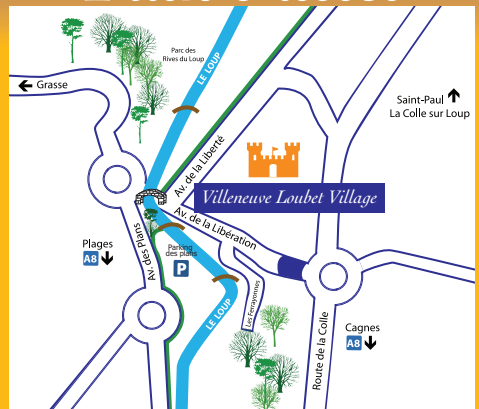 Parc des
Rives du Loup
LE LOUP
Grasse
Saint-Paul
La Colle sur Loup
Av. de la Liberté
Villeneuve Loubet Village
Av. de la Libération
Plages
A8
Av. des Plans
Parking
des plans
P
Les Ferrayonnes
LE LOUP
Route de la Colle
Cagnes
A8